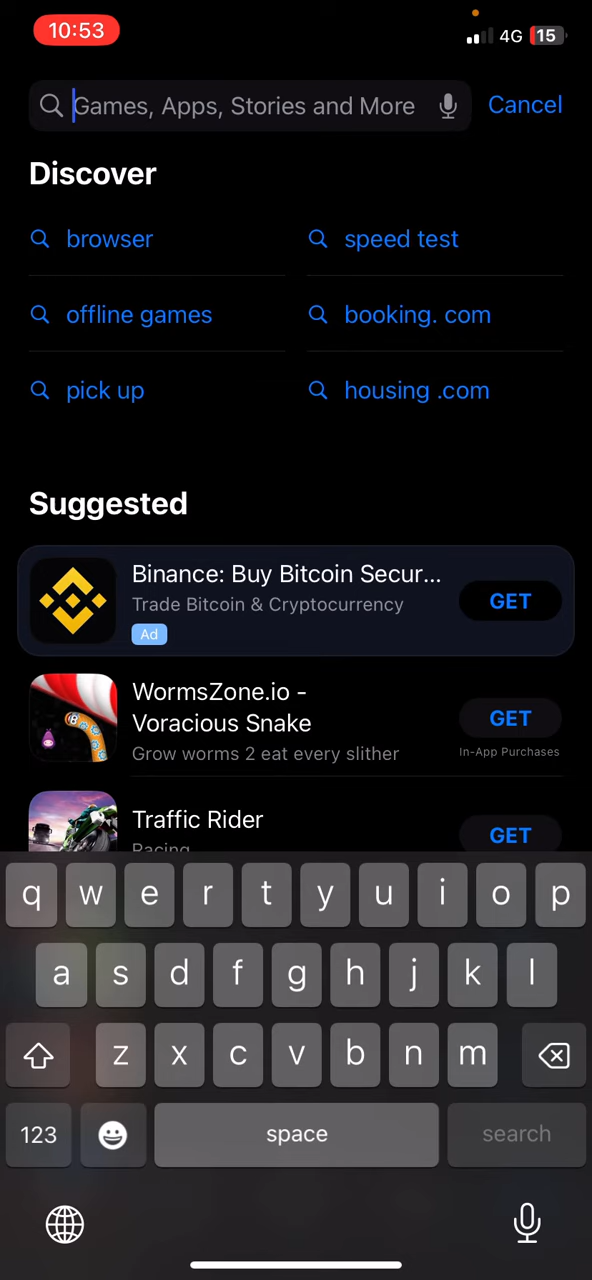 10:53
4G 15
Games, Apps, Stories and More
Cancel
Discover
browser
speed test
offline games
booking. com
pick up
housing .com
Suggested
Binance: Buy Bitcoin Secur...
Trade Bitcoin & Cryptocurrency
Ad
GET
WormsZone.io -
Voracious Snake
Grow worms 2 eat every slither
GET
In-App Purchases
Traffic Rider
Racing
GET
q w e r t y u i o p
a s d f g h j k l
z x c v b n m
123 space search